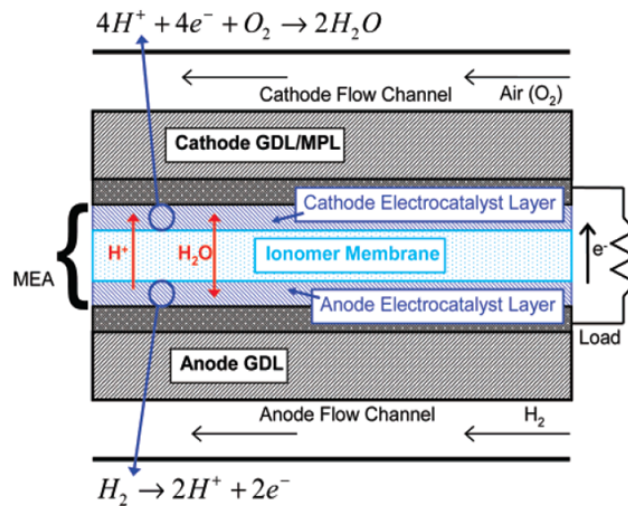 4H⁺ + 4e⁻ + O₂ → 2H₂O
Cathode Flow Channel
Air (O₂)
Cathode GDL/MPL
Cathode Electrocatalyst Layer
H⁺
H₂O
Ionomer Membrane
e⁻
MEA
Anode Electrocatalyst Layer
Load
Anode GDL
Anode Flow Channel
H₂
H₂ → 2H⁺ + 2e⁻